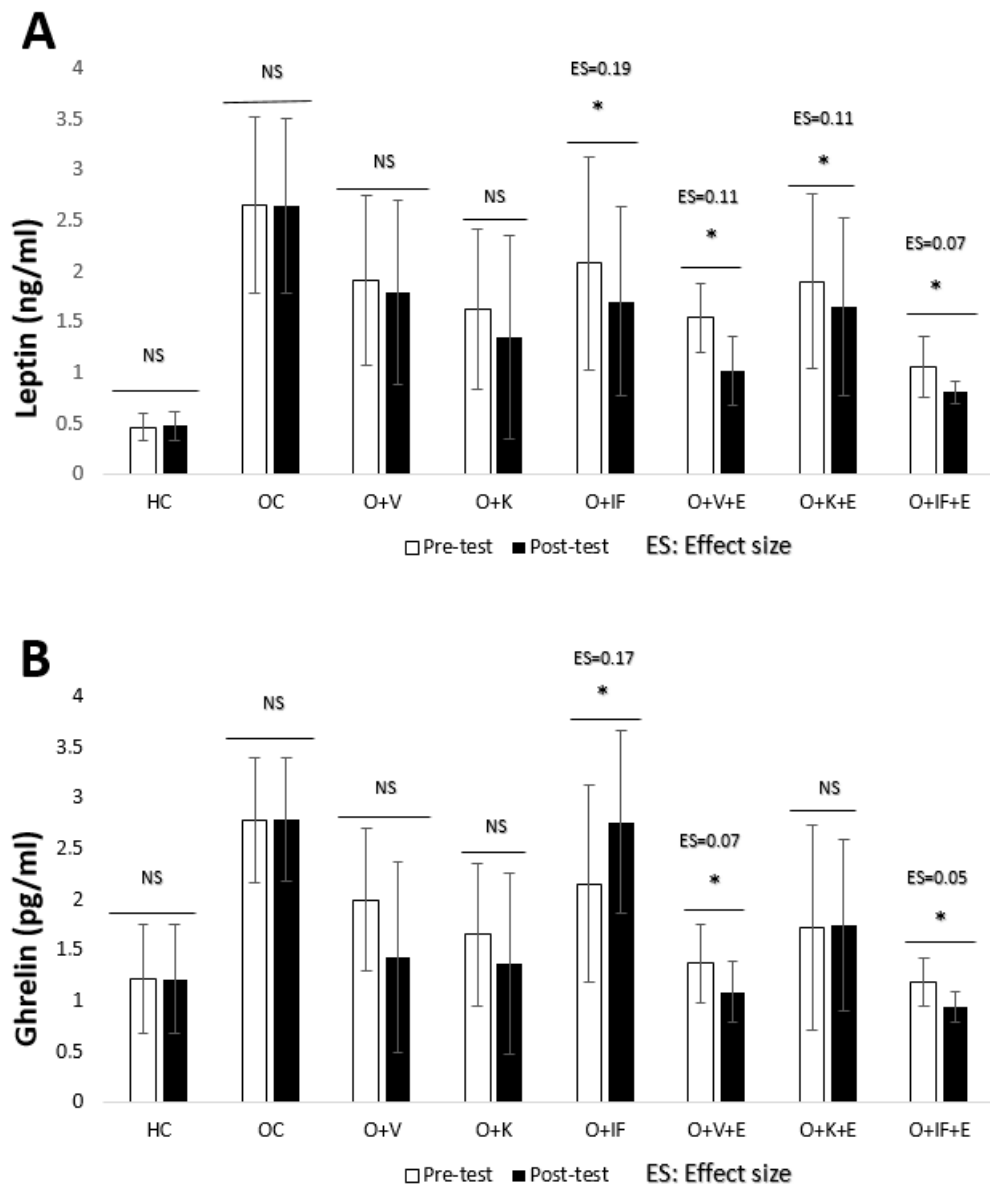 A
Leptin (ng/ml)
4
3.5
3
2.5
2
1.5
1
0.5
0
NS
NS
NS
NS
ES=0.19
*
ES=0.11
*
ES=0.11
*
ES=0.07
*
HC OC O+V O+K O+IF O+V+E O+K+E O+IF+E
Pre-test Post-test ES: Effect size
B
Ghrelin (pg/ml)
4
3.5
3
2.5
2
1.5
1
0.5
0
NS
NS
NS
NS
ES=0.17
*
ES=0.07
*
NS
ES=0.05
*
HC OC O+V O+K O+IF O+V+E O+K+E O+IF+E
Pre-test Post-test ES: Effect size